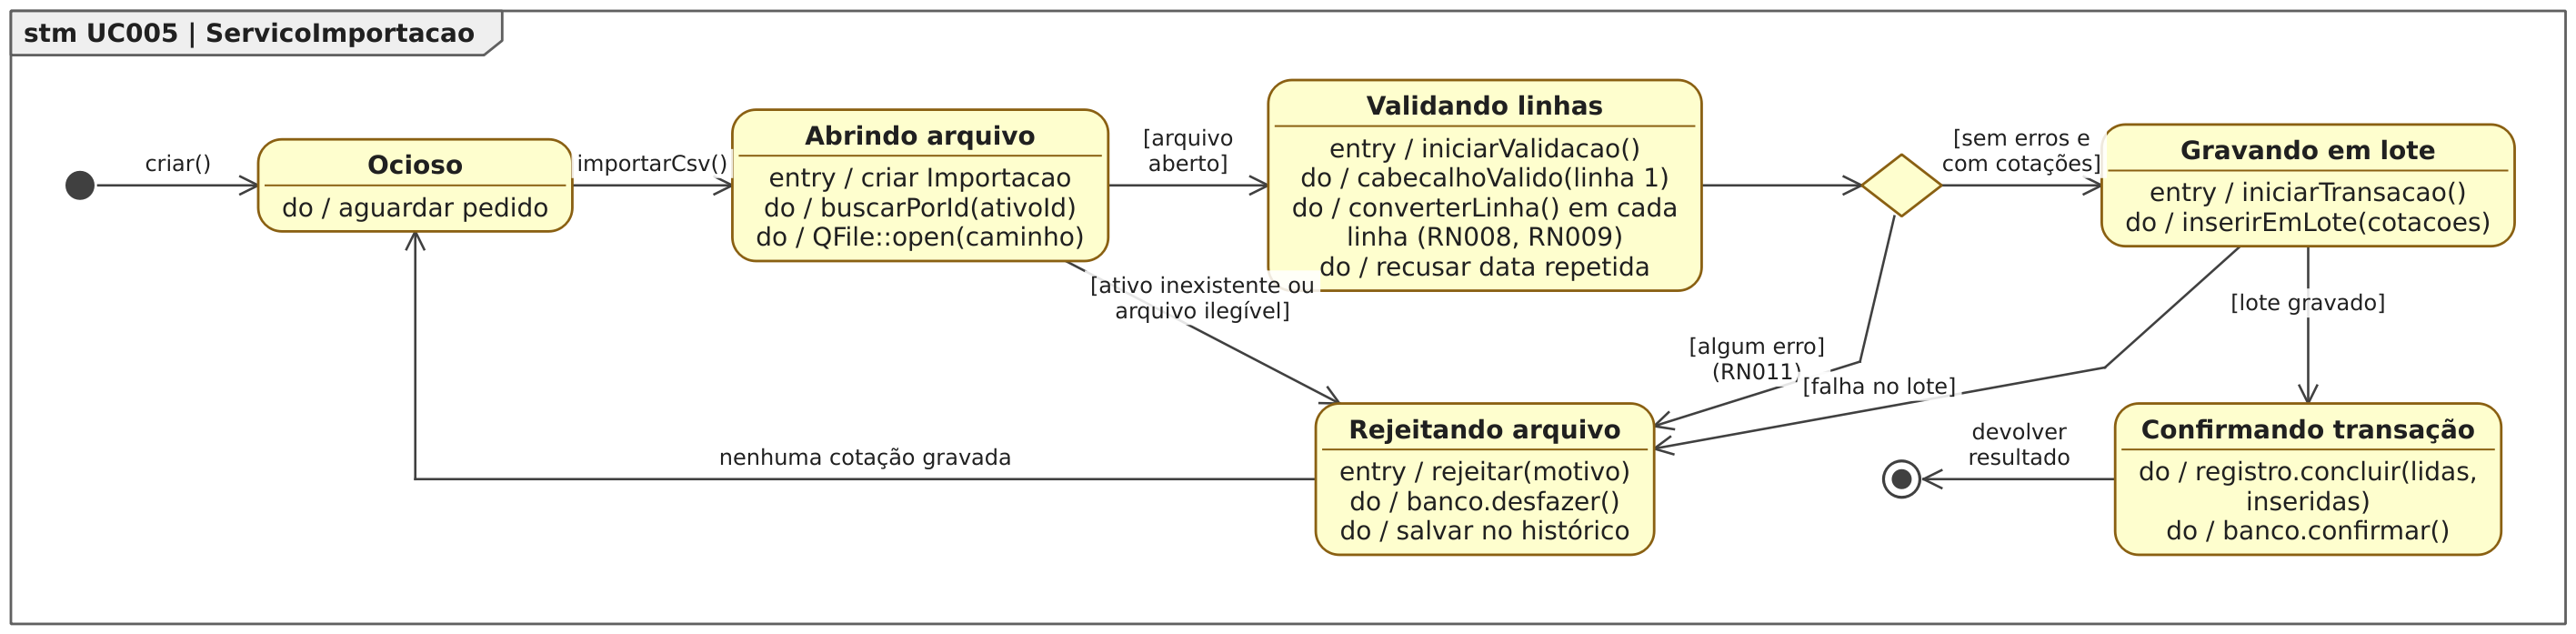 stm UC005 | ServicoImportacao
criar()
Ocioso
do / aguardar pedido
importarCsv()
Abrindo arquivo
entry / criar Importacao
do / buscarPorId(ativoId)
do / QFile::open(caminho)
[arquivo
aberto]
Validando linhas
entry / iniciarValidacao()
do / cabecalhoValido(linha 1)
do / converterLinha() em cada
linha (RN008, RN009)
do / recusar data repetida
[sem erros e
com cotações]
Gravando em lote
entry / iniciarTransacao()
do / inserirEmLote(cotacoes)
[ativo inexistente ou
arquivo ilegível]
[algum erro]
(RN011)
[falha no lote]
[lote gravado]
nenhuma cotação gravada
Rejeitando arquivo
entry / rejeitar(motivo)
do / banco.desfazer()
do / salvar no histórico
devolver
resultado
Confirmando transação
do / registro.concluir(lidas,
inseridas)
do / banco.confirmar()